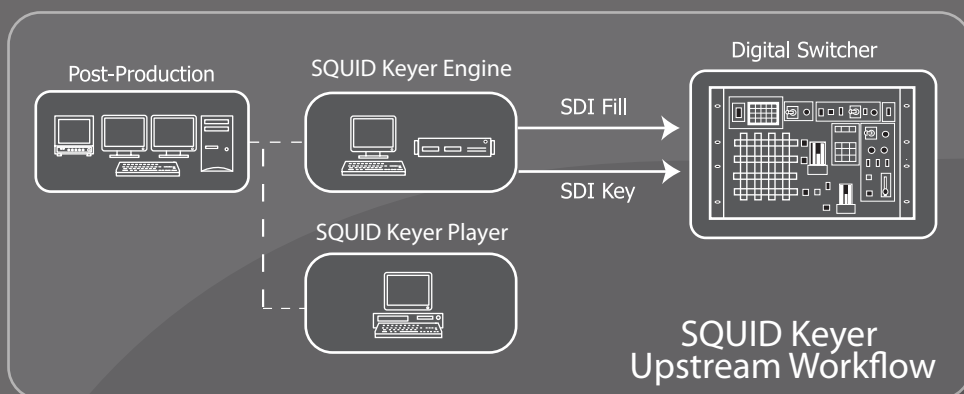 Post-Production
SQUID Keyer Engine
Digital Switcher
SDI Fill
SDI Key
SQUID Keyer Player
SQUID Keyer
Upstream Workflow